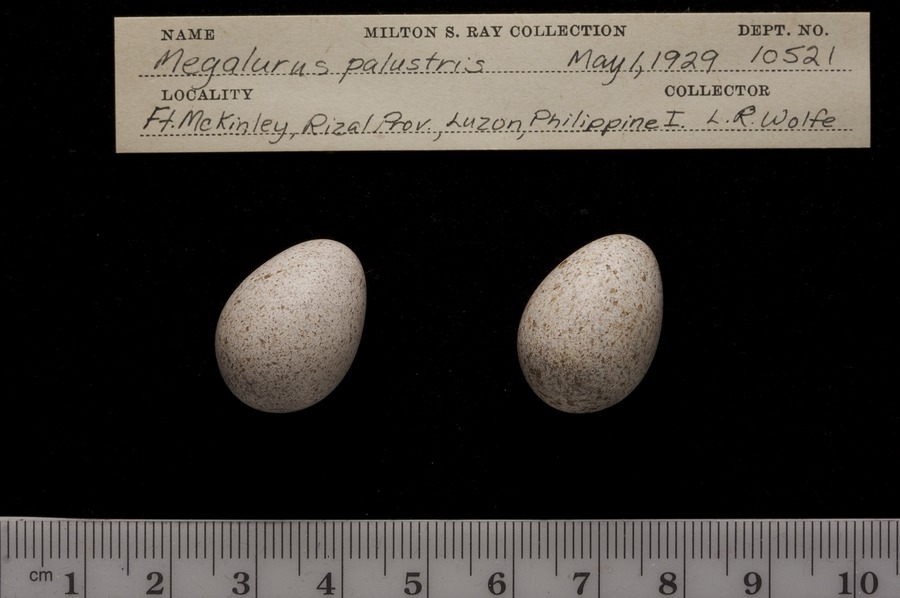 NAME MILTON S. RAY COLLECTION DEPT. NO.
Megalurus palustris May 1, 1929 10521
LOCALITY COLLECTOR
Ft. McKinley, Rizal Prov., Luzon, Philippine I. L. R. Wolfe
cm 1 2 3 4 5 6 7 8 9 10